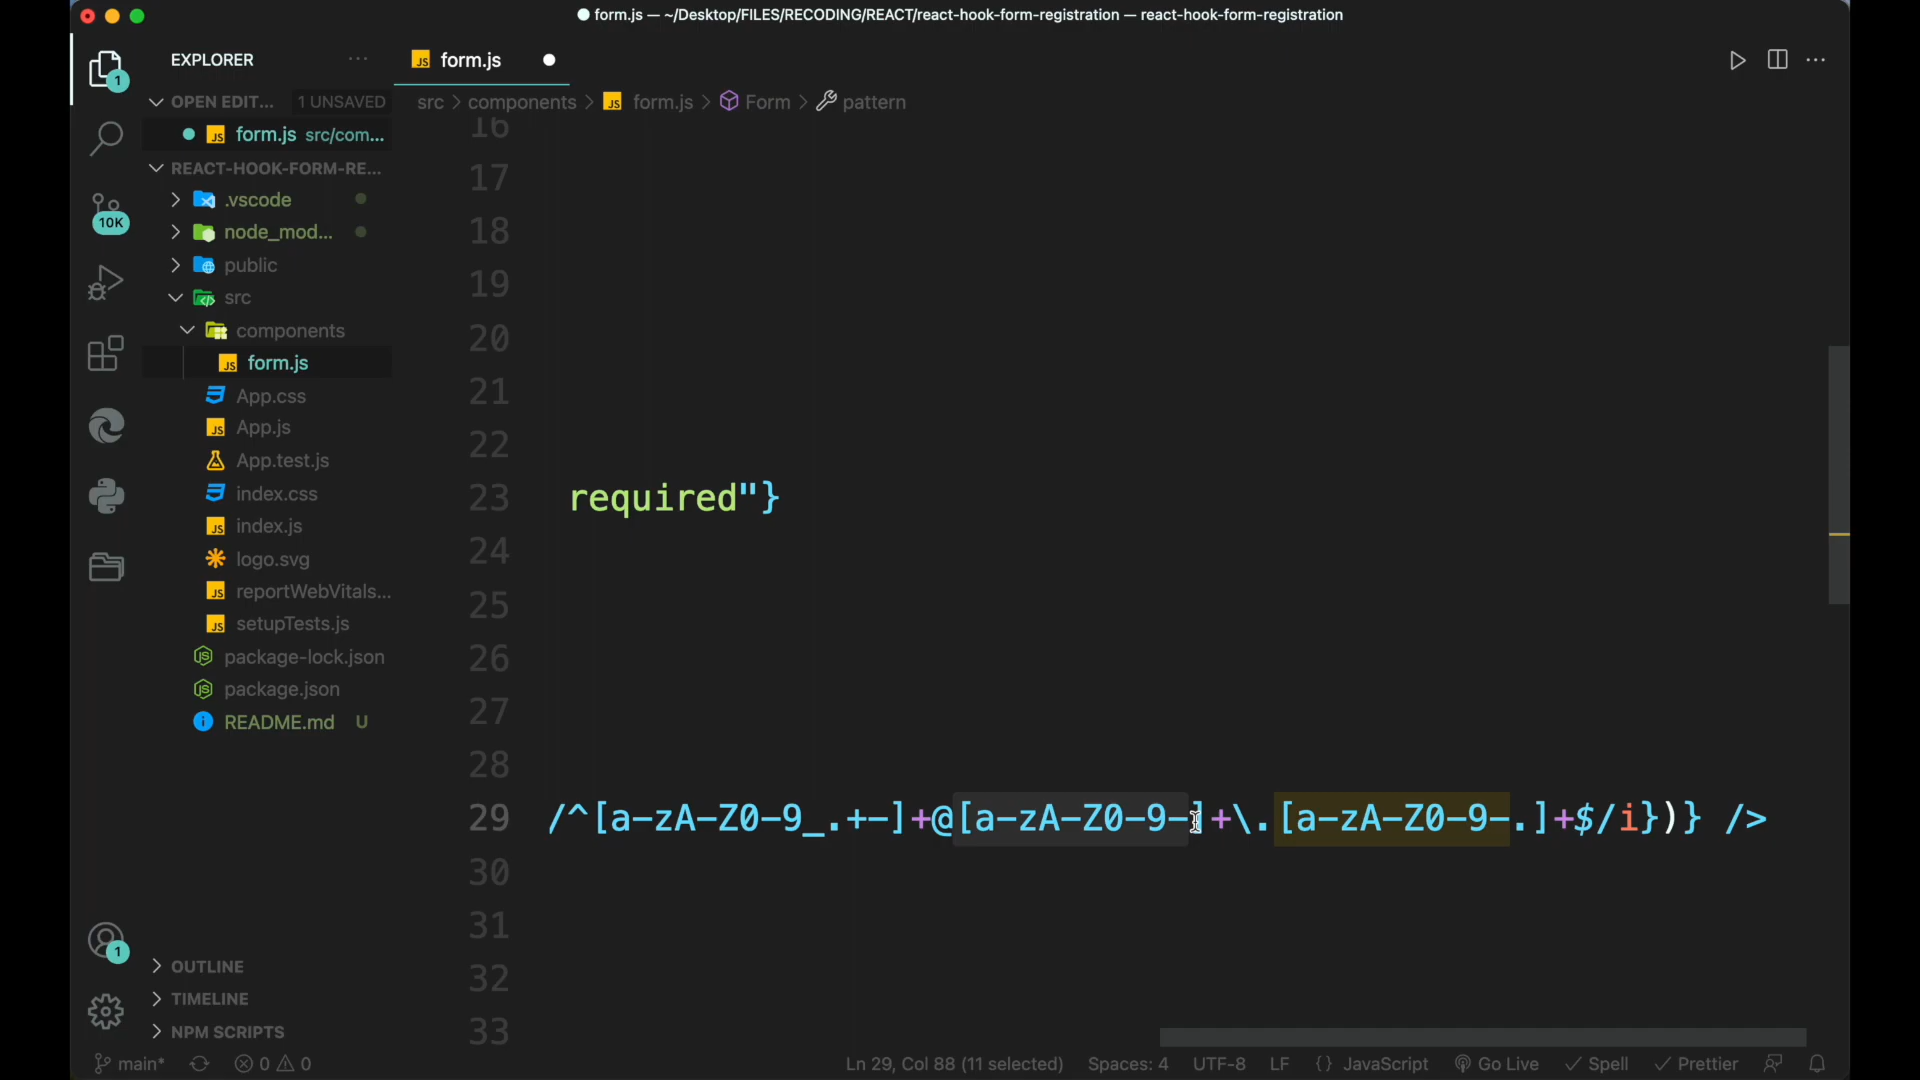 form.js — ~/Desktop/FILES/RECODING/REACT/react-hook-form-registration — react-hook-form-registration
EXPLORER
form.js
OPEN EDIT... 1 UNSAVED
src > components > form.js > Form > pattern
form.js src/com...
REACT-HOOK-FORM-RE...
.vscode
node_mod...
public
src
components
form.js
App.css
App.js
App.test.js
index.css
index.js
logo.svg
reportWebVitals...
setupTests.js
package-lock.json
package.json
README.md U
OUTLINE
TIMELINE
NPM SCRIPTS
1
10K
1
16
17
18
19
20
21
22
23 required"}
24
25
26
27
28
29 /^[a-zA-Z0-9_.+-]+@[a-zA-Z0-9-]+\.[a-zA-Z0-9-.]+$/i})} />
30
31
32
33
main* 0 0 Ln 29, Col 88 (11 selected) Spaces: 4 UTF-8 LF {} JavaScript Go Live Spell Prettier